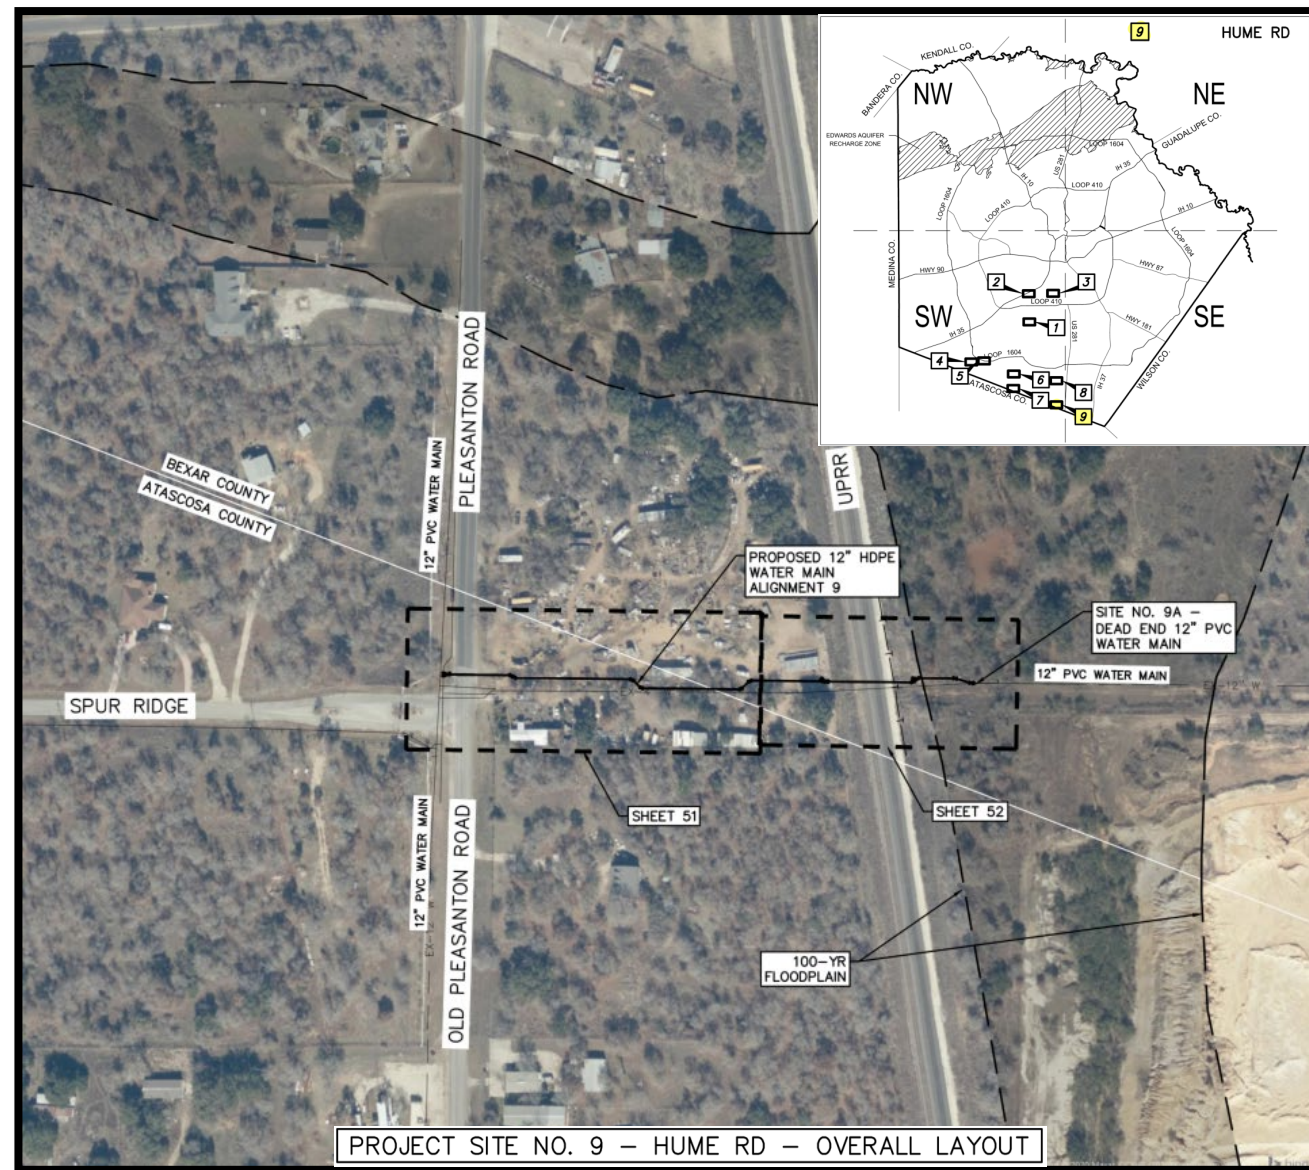 9
HUME RD
KENDALL CO.
BANDERA CO.
NW
NE
GUADALUPE CO.
EDWARDS AQUIFER
RECHARGE ZONE
LOOP 1604
US 281
IH 35
IH 10
LOOP 410
LOOP 1604
LOOP 410
IH 10
LOOP 1604
MEDINA CO.
HWY 90
HWY 87
2
3
LOOP 410
SW
SE
1
US 281
HWY 181
IH 35
4
LOOP 1604
5
6
8
IH 37
WILSON CO.
ATASCOSA CO.
7
9
PLEASANTON ROAD
12" PVC WATER MAIN
BEXAR COUNTY
ATASCOSA COUNTY
UPRR
PROPOSED 12" HDPE
WATER MAIN
ALIGNMENT 9
SITE NO. 9A –
DEAD END 12" PVC
WATER MAIN
12" PVC WATER MAIN
SPUR RIDGE
SHEET 51
SHEET 52
12" PVC WATER MAIN
OLD PLEASANTON ROAD
100–YR
FLOODPLAIN
PROJECT SITE NO. 9 – HUME RD – OVERALL LAYOUT